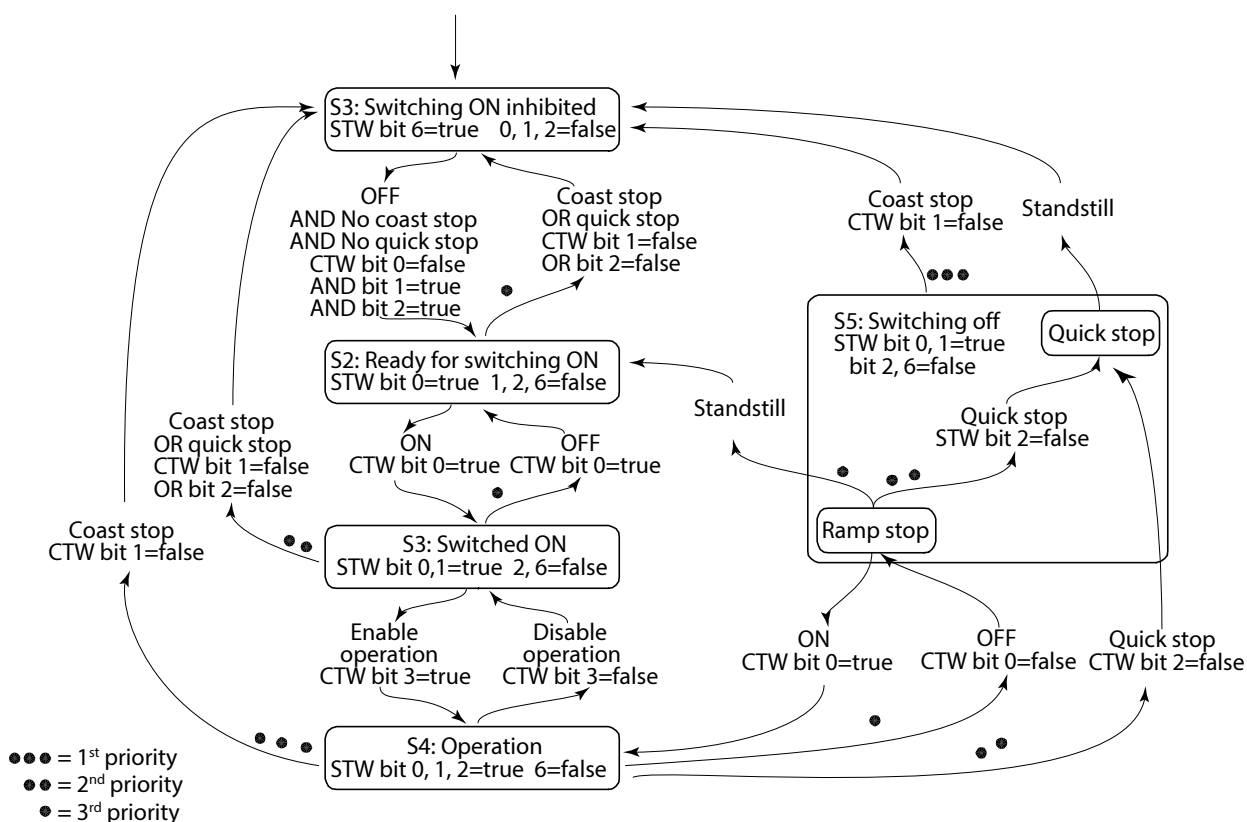 S3: Switching ON inhibited
STW bit 6=true 0, 1, 2=false
OFF
AND No coast stop
AND No quick stop
CTW bit 0=false
AND bit 1=true
AND bit 2=true
Coast stop
OR quick stop
CTW bit 1=false
OR bit 2=false
Coast stop
CTW bit 1=false
Standstill
S2: Ready for switching ON
STW bit 0=true 1, 2, 6=false
S5: Switching off
STW bit 0, 1=true
bit 2, 6=false
Quick stop
Standstill
Quick stop
STW bit 2=false
Coast stop
OR quick stop
CTW bit 1=false
OR bit 2=false
ON
CTW bit 0=true
OFF
CTW bit 0=true
Ramp stop
Coast stop
CTW bit 1=false
S3: Switched ON
STW bit 0,1=true 2, 6=false
Enable
operation
CTW bit 3=true
Disable
operation
CTW bit 3=false
ON
CTW bit 0=true
OFF
CTW bit 0=false
Quick stop
CTW bit 2=false
S4: Operation
STW bit 0, 1, 2=true 6=false
= 1st priority
= 2nd priority
= 3rd priority